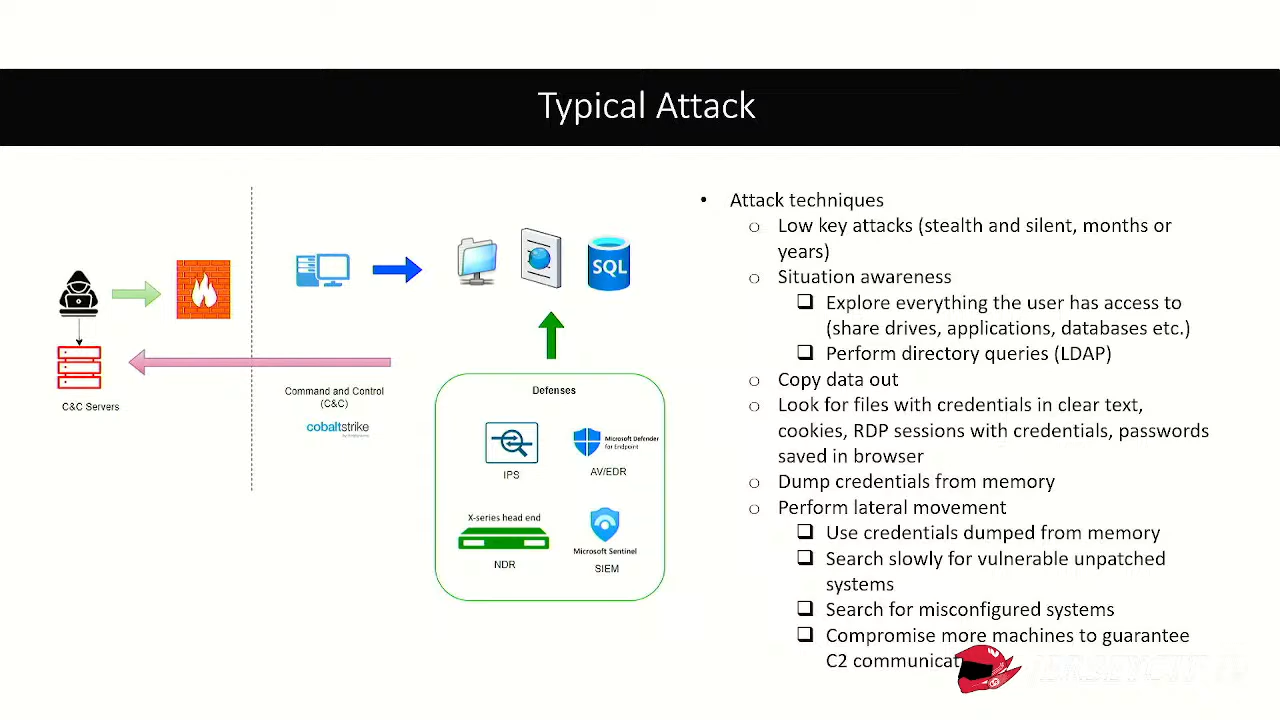 Typical Attack
C&C Servers
Command and Control
(C&C)
cobaltstrike
SQL
Defenses
IPS
Microsoft Defender
for Endpoint
AV/EDR
X-series head end
NDR
Microsoft Sentinel
SIEM
• Attack techniques
o Low key attacks (stealth and silent, months or
years)
o Situation awareness
❑ Explore everything the user has access to
(share drives, applications, databases etc.)
❑ Perform directory queries (LDAP)
o Copy data out
o Look for files with credentials in clear text,
cookies, RDP sessions with credentials, passwords
saved in browser
o Dump credentials from memory
o Perform lateral movement
❑ Use credentials dumped from memory
❑ Search slowly for vulnerable unpatched
systems
❑ Search for misconfigured systems
❑ Compromise more machines to guarantee
C2 communicat